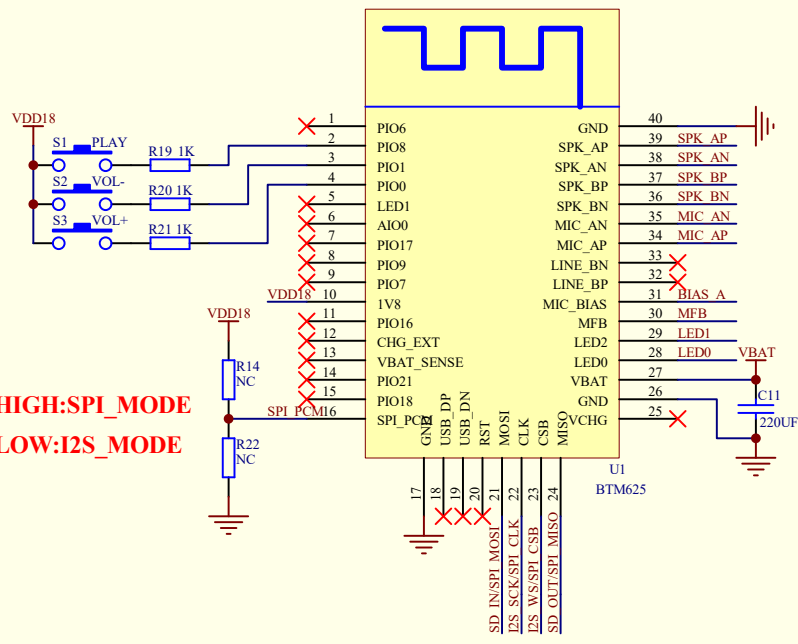 VDD18
S1 PLAY
R19 1K
S2 VOL-
R20 1K
S3 VOL+
R21 1K
VDD18
VDD18
R14
NC
R22
NC
SPI_PCM
HIGH:SPI_MODE
LOW:I2S_MODE
1 PIO6
2 PIO8
3 PIO1
4 PIO0
5 LED1
6 AIO0
7 PIO17
8 PIO9
9 PIO7
10 1V8
11 PIO16
12 CHG_EXT
13 VBAT_SENSE
14 PIO21
15 PIO18
16 SPI_PCM
GND 40
SPK_AP 39 SPK_AP
SPK_AN 38 SPK_AN
SPK_BP 37 SPK_BP
SPK_BN 36 SPK_BN
MIC_AN 35 MIC_AN
MIC_AP 34 MIC_AP
LINE_BN 33
LINE_BP 32
MIC_BIAS 31 BIAS_A
MFB 30 MFB
LED2 29 LED1
LED0 28 LED0
VBAT 27
GND 26
VCHG 25
VBAT
C11
220UF
GND 17
USB_DP 18
USB_DN 19
RST 20
MOSI 21 SD_IN/SPI_MOSI
CLK 22 I2S_SCK/SPI_CLK
CSB 23 I2S_WS/SPI_CSB
MISO 24 SD_OUT/SPI_MISO
U1
BTM625